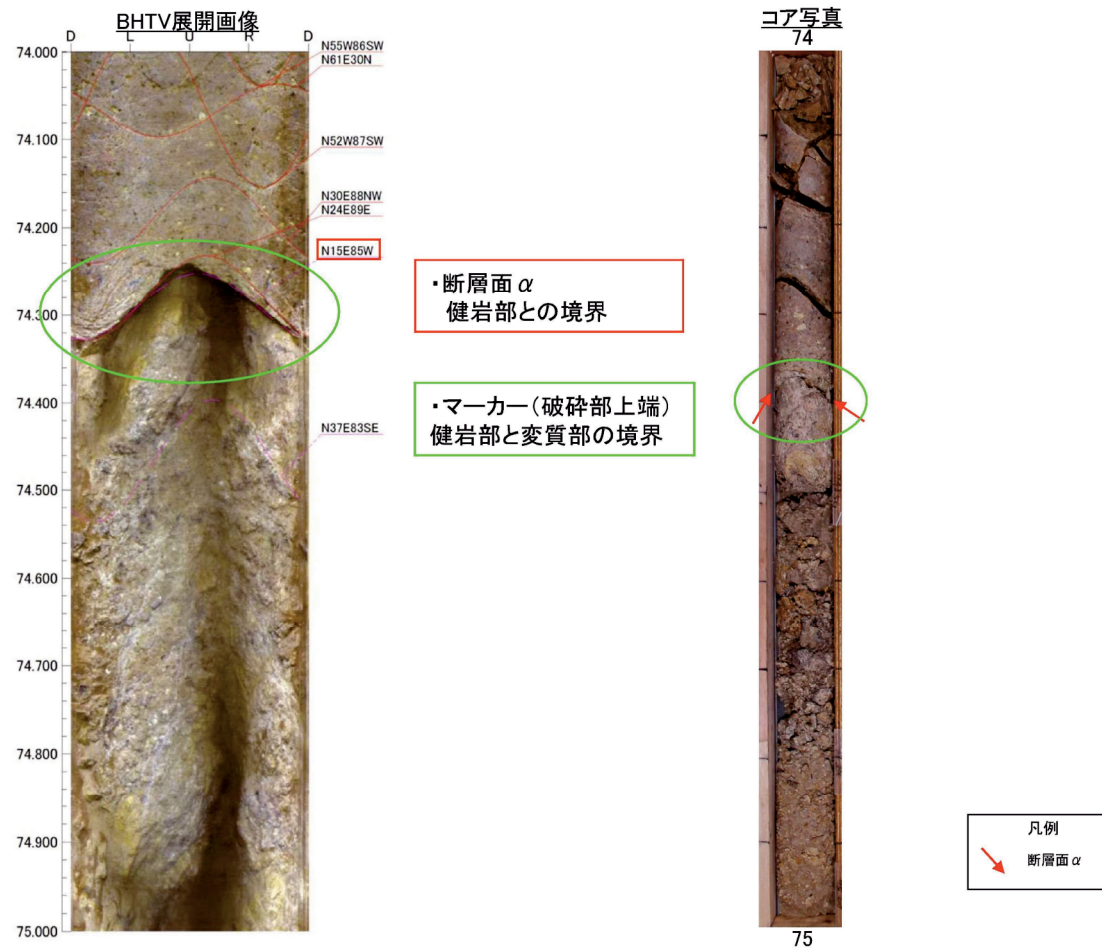 BHTV展開画像
D L U R D
74.000
74.100
74.200
74.300
74.400
74.500
74.600
74.700
74.800
74.900
75.000
N55W86SW
N61E30N
N52W87SW
N30E88NW
N24E89E
N15E85W
N37E83SE
・断層面α
健岩部との境界
・マーカー(破砕部上端)
健岩部と変質部の境界
コア写真
74
75
凡例
断層面α